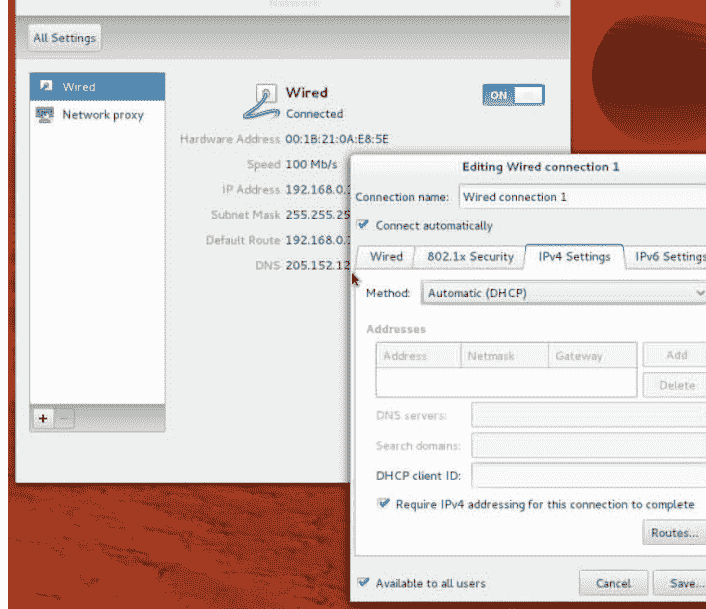 Network
All Settings
Wired
Network proxy
Wired
Connected
ON
Hardware Address 00:1B:21:0A:E8:5E
Speed 100 Mb/s
IP Address 192.168.0.
Subnet Mask 255.255.25
Default Route 192.168.0.
DNS 205.152.12
Editing Wired connection 1
Connection name: Wired connection 1
Connect automatically
Wired 802.1x Security IPv4 Settings IPv6 Settings
Method: Automatic (DHCP)
Addresses
Address Netmask Gateway Add
Delete
DNS servers:
Search domains:
DHCP client ID:
Require IPv4 addressing for this connection to complete
Routes...
Available to all users Cancel Save...